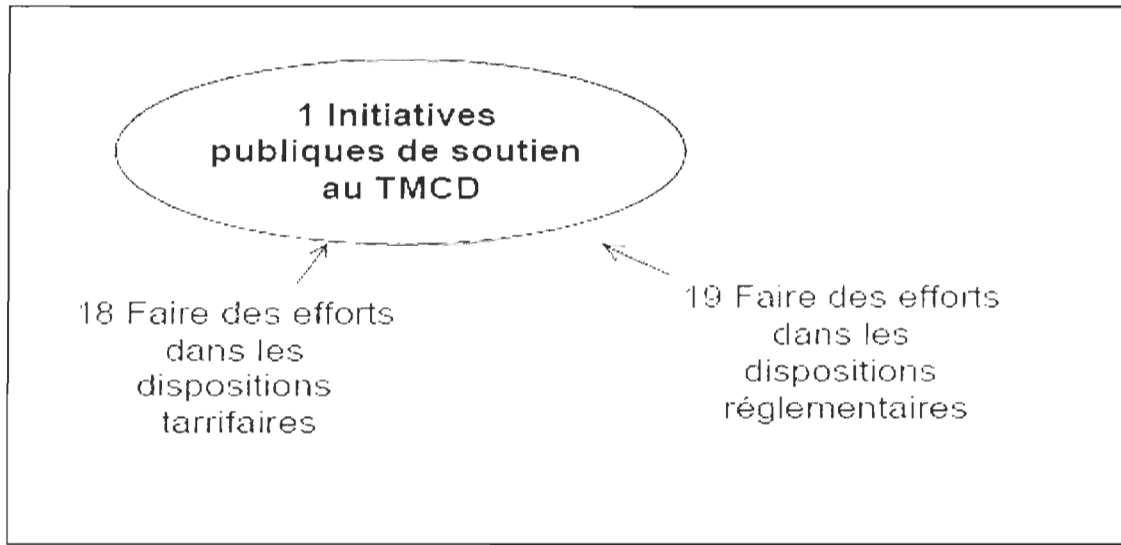 1 Initiatives
publiques de soutien
au TMCD
18 Faire des efforts
dans les
dispositions
tarrifaires
19 Faire des efforts
dans les
dispositions
réglementaires